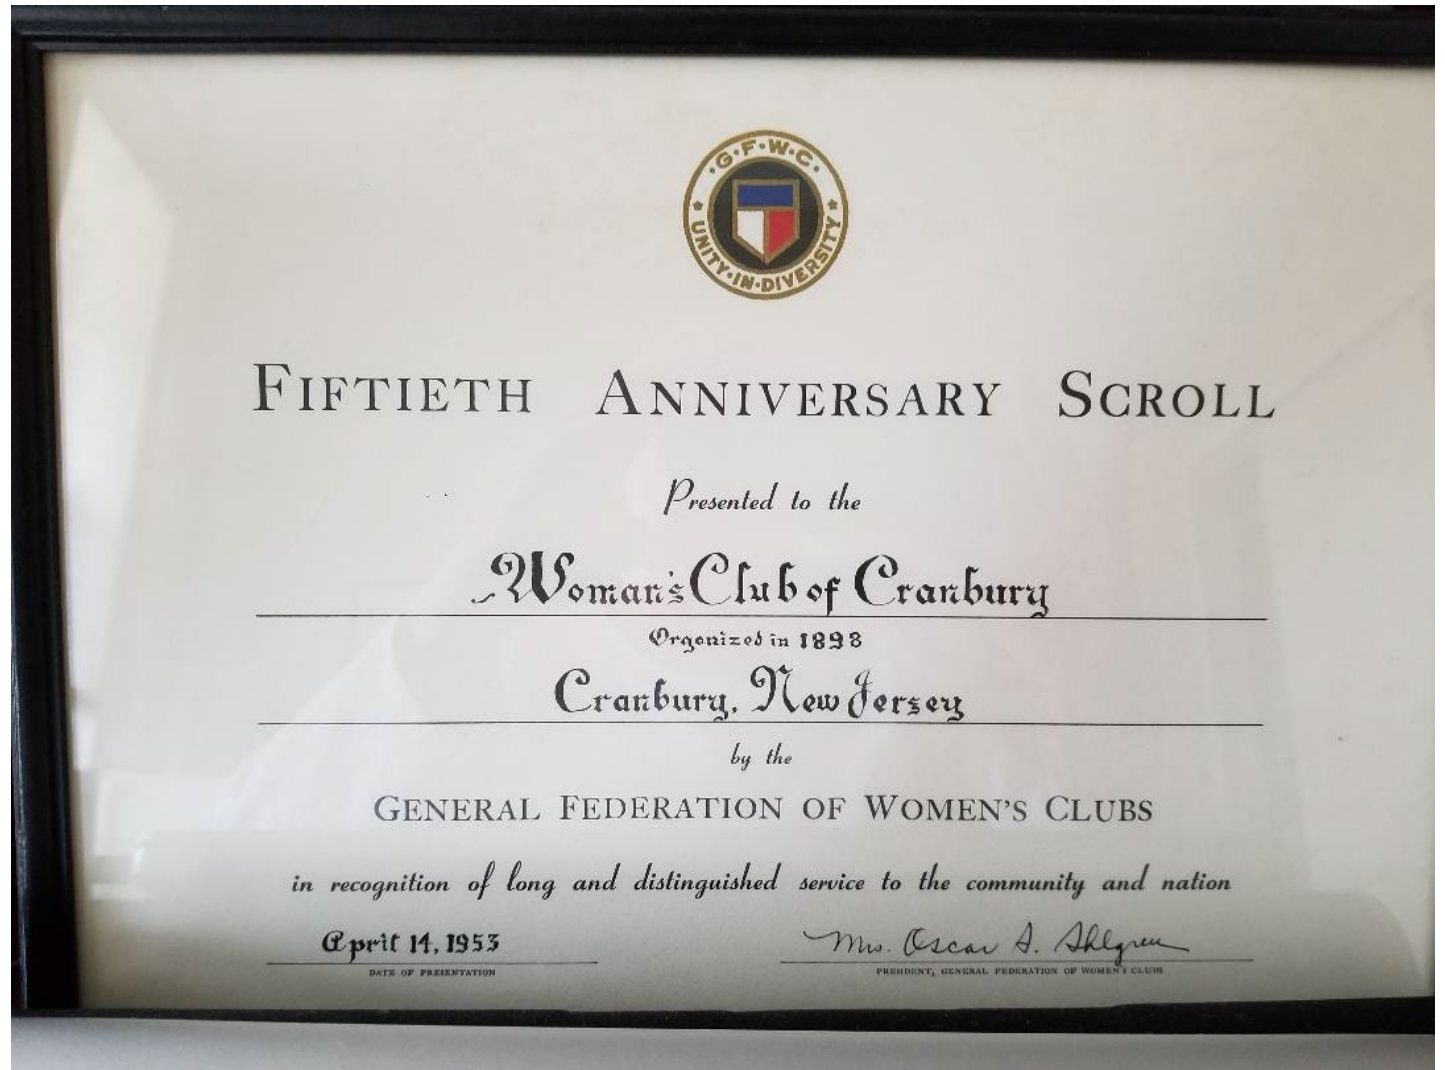 ·G·F·W·C·
UNITY·IN·DIVERSITY
FIFTIETH ANNIVERSARY SCROLL
Presented to the
Woman's Club of Cranbury
Organized in 1898
Cranbury, New Jersey
by the
GENERAL FEDERATION OF WOMEN'S CLUBS
in recognition of long and distinguished service to the community and nation
April 14, 1953
DATE OF PRESENTATION
Mrs. Oscar A. Ahlgren
PRESIDENT, GENERAL FEDERATION OF WOMEN'S CLUBS